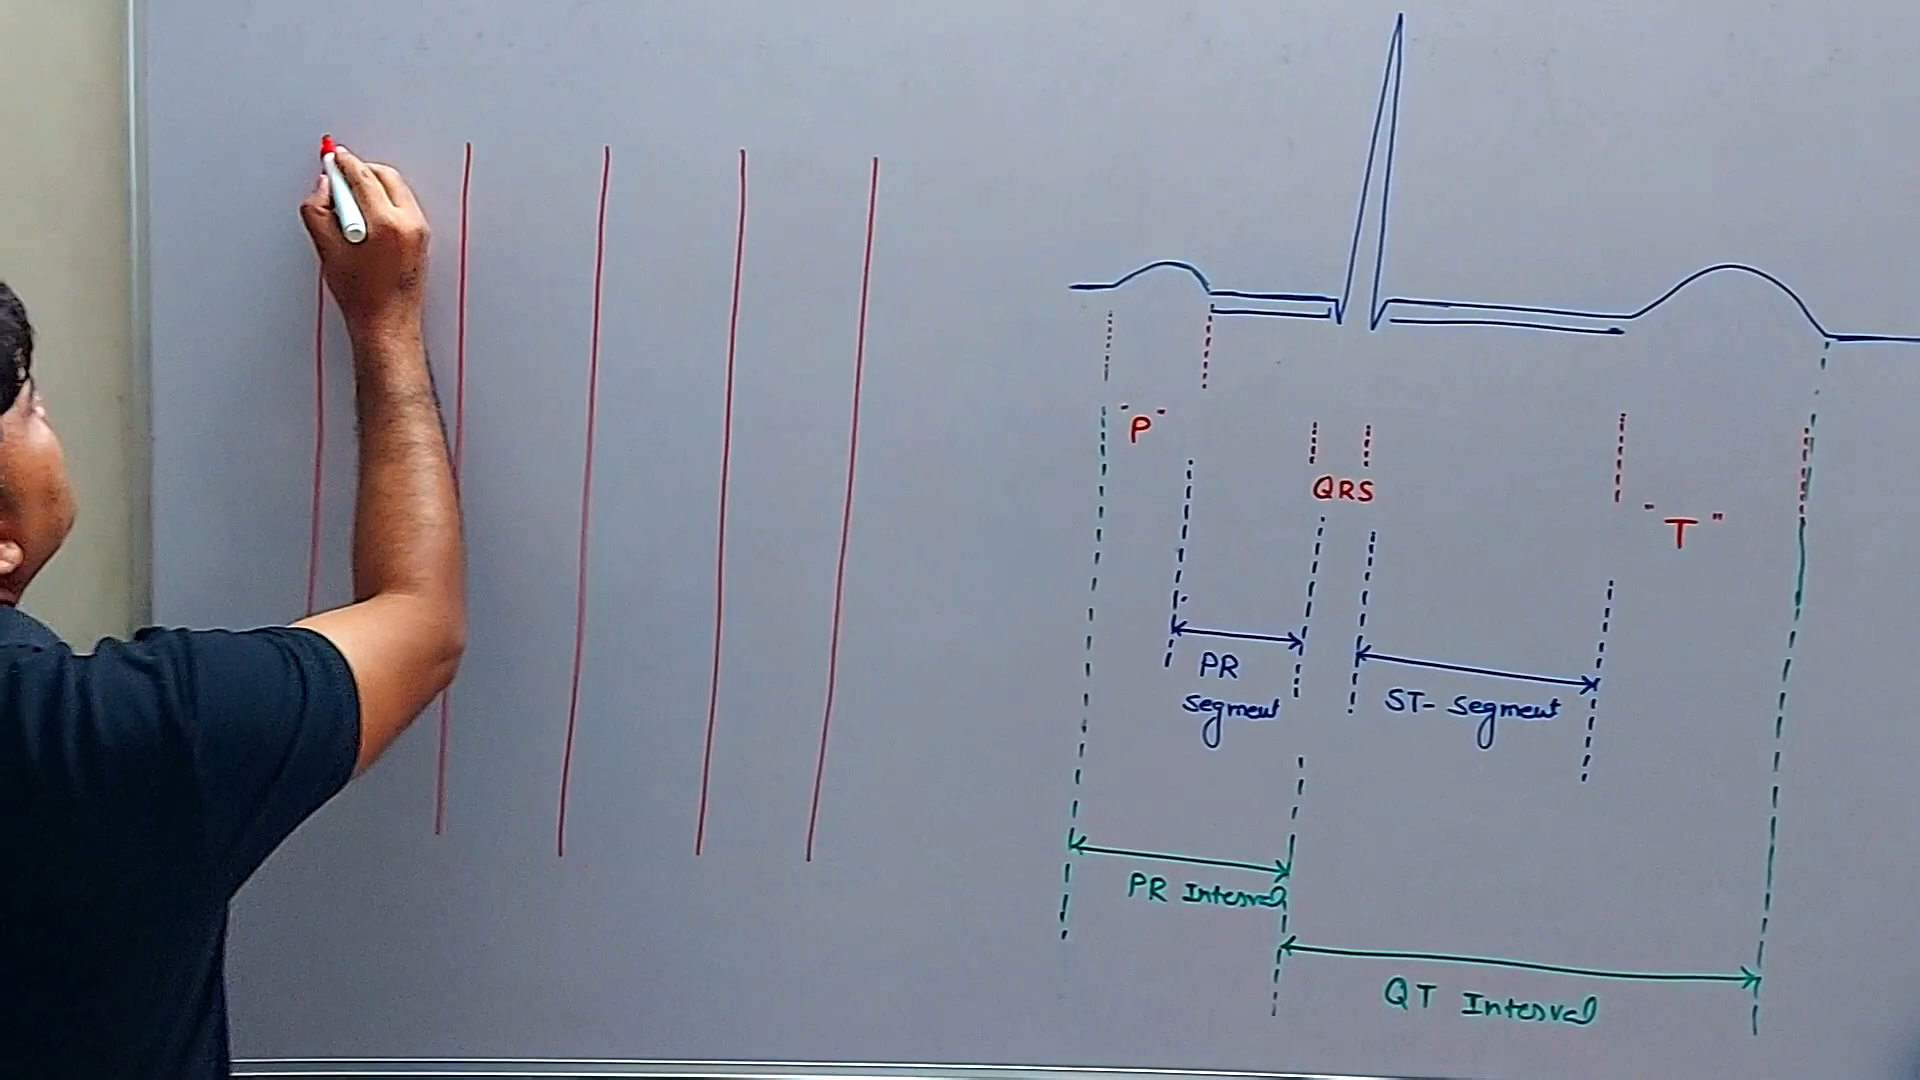 "P"
QRS
"T"
PR
segment
ST- segment
PR Interval
QT Interval